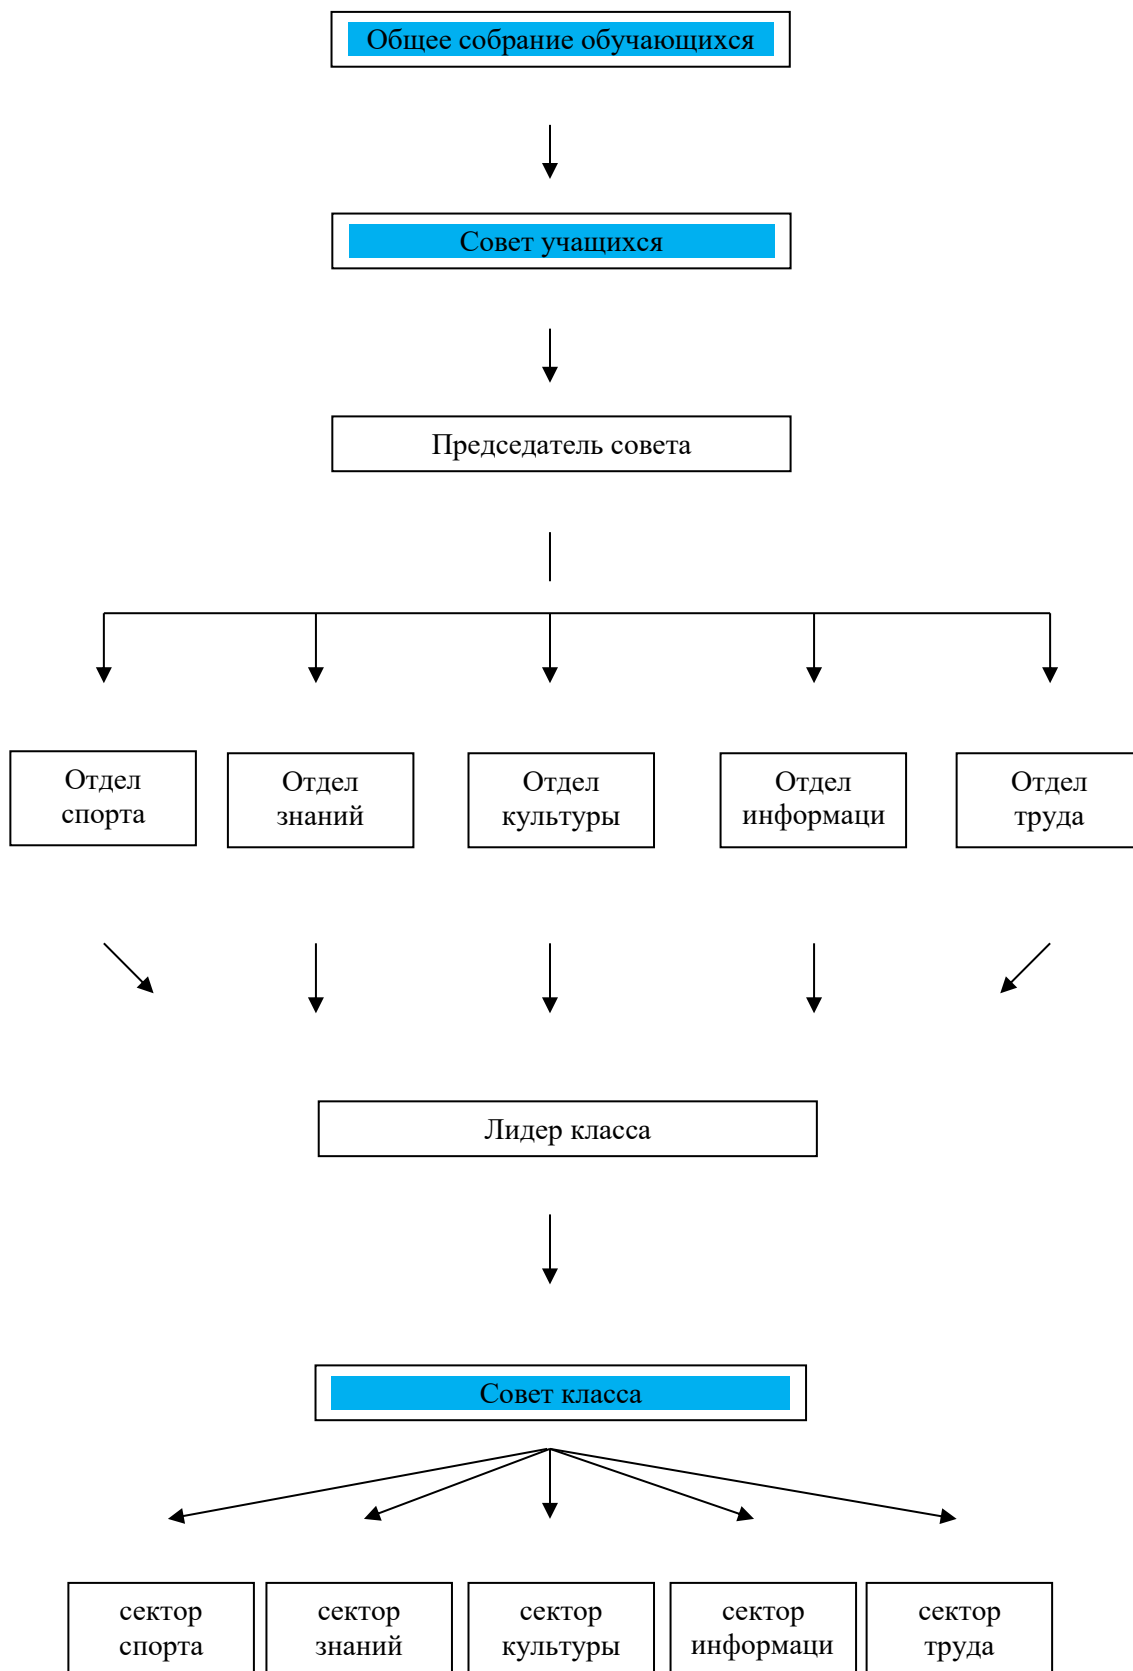 Общее собрание обучающихся
Совет учащихся
Председатель совета
Отдел
спорта
Отдел
знаний
Отдел
культуры
Отдел
информаци
Отдел
труда
Лидер класса
Совет класса
сектор
спорта
сектор
знаний
сектор
культуры
сектор
информаци
сектор
труда